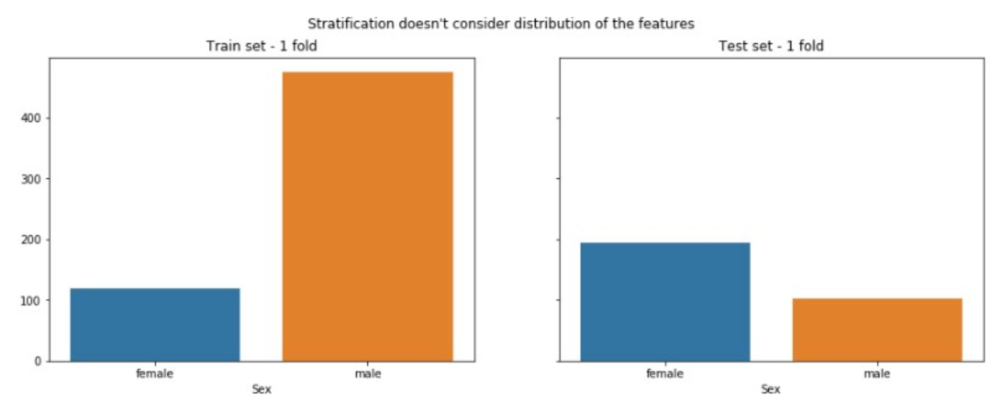 Stratification doesn't consider distribution of the features
Train set - 1 fold
400
300
200
100
0
female male
Sex
Test set - 1 fold
female male
Sex